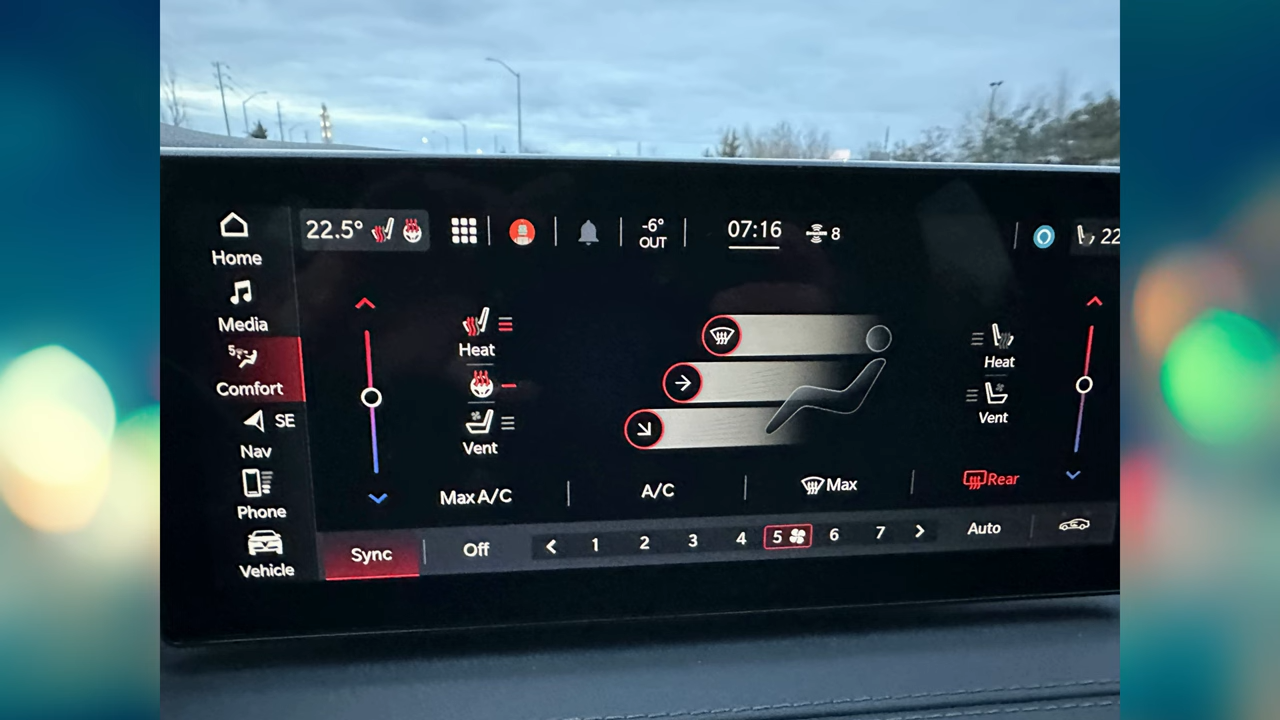 Home
Media
5
Comfort
SE
Nav
Phone
Vehicle
22.5°
-6°
OUT
07:16
8
22
Heat
Vent
Heat
Vent
Max A/C
A/C
Max
Rear
Sync
Off
1 2 3 4 5 6 7
Auto